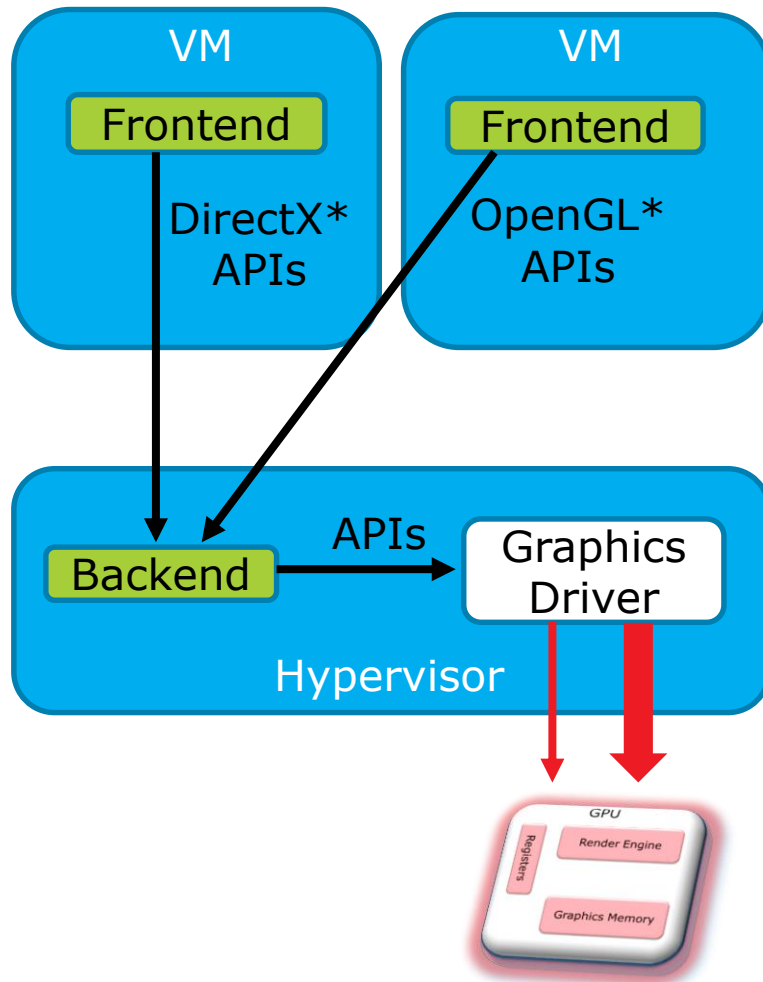 VM
Frontend
DirectX*
APIs
VM
Frontend
OpenGL*
APIs
Backend
APIs
Graphics
Driver
Hypervisor
GPU
Registers
Render Engine
Graphics Memory